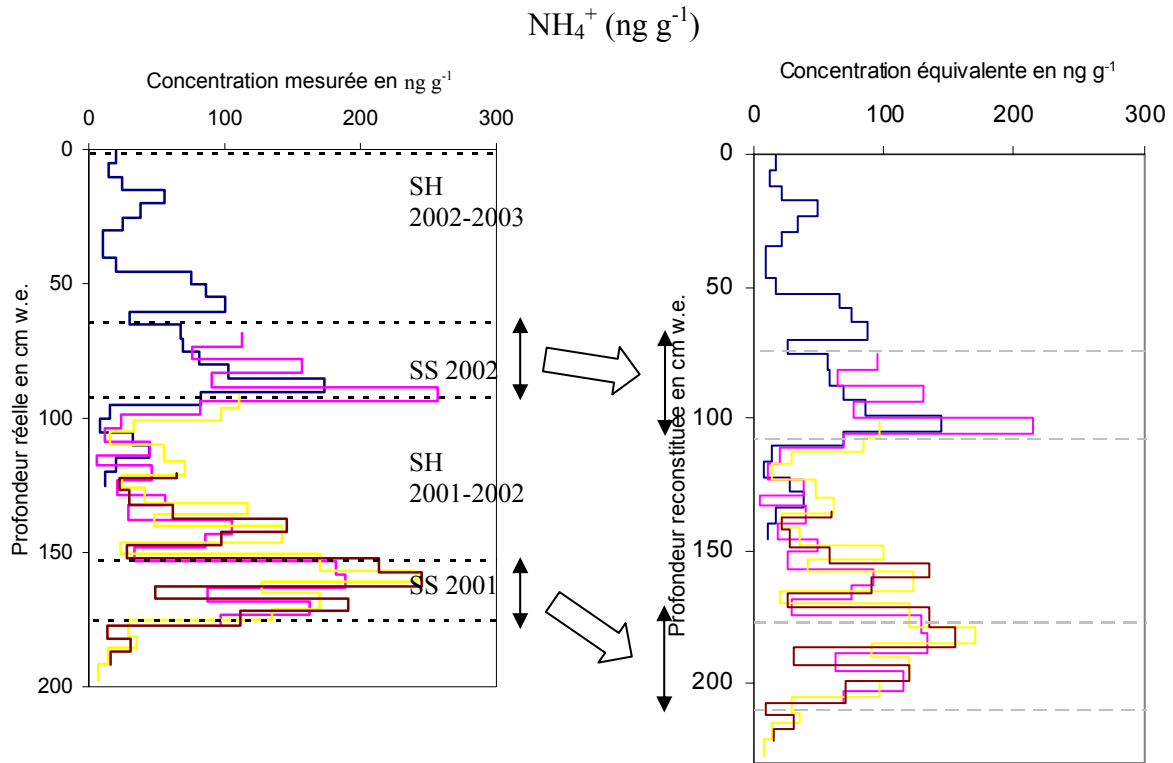 NH₄⁺ (ng g⁻¹)
Concentration mesurée en ng g⁻¹
0 100 200 300
0
50
100
150
200
Profondeur réelle en cm w.e.
SH
2002-2003
SS 2002
SH
2001-2002
SS 2001
Concentration équivalente en ng g⁻¹
0 100 200 300
0
50
100
150
200
Profondeur reconstituée en cm w.e.